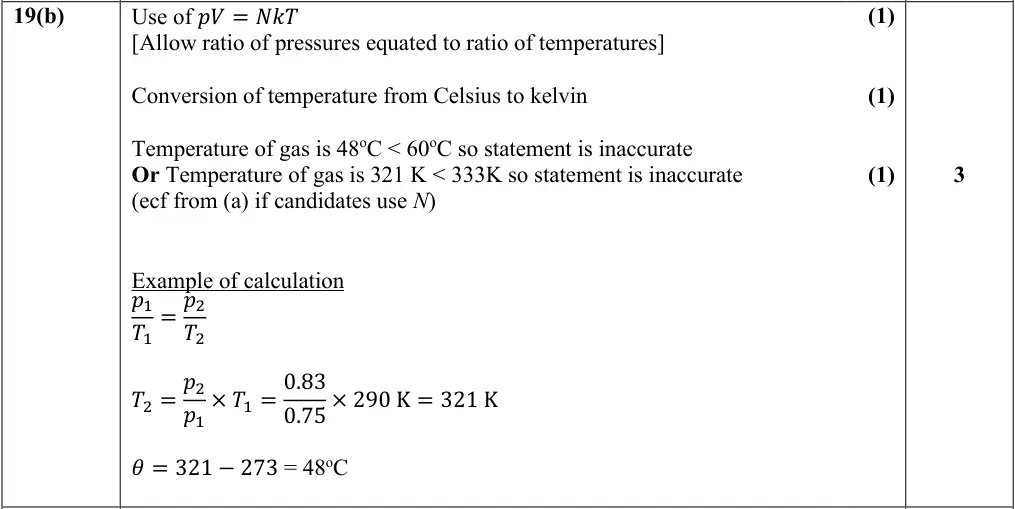 19(b) Use of 𝑝𝑉 = 𝑁𝑘𝑇 (1)
[Allow ratio of pressures equated to ratio of temperatures]
Conversion of temperature from Celsius to kelvin (1)
Temperature of gas is 48ºC < 60ºC so statement is inaccurate
Or Temperature of gas is 321 K < 333K so statement is inaccurate (1) 3
(ecf from (a) if candidates use N)
Example of calculation
𝑝₁/𝑇₁ = 𝑝₂/𝑇₂
𝑇₂ = 𝑝₂/𝑝₁ × 𝑇₁ = 0.83/0.75 × 290 K = 321 K
𝜃 = 321 − 273 = 48ºC